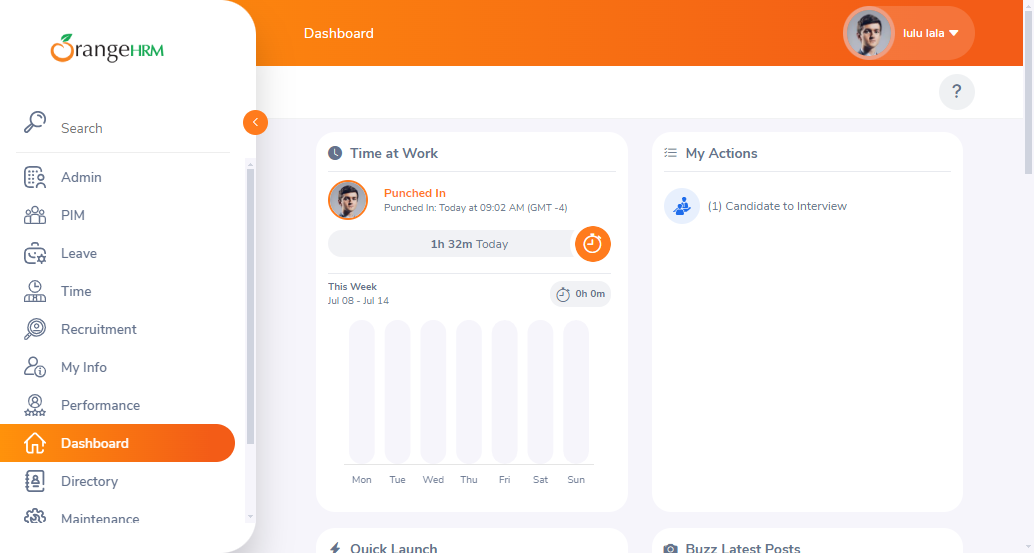 OrangeHRM
Search
Admin
PIM
Leave
Time
Recruitment
My Info
Performance
Dashboard
Directory
Maintenance
Dashboard
lulu lala
?
Time at Work
Punched In
Punched In: Today at 09:02 AM (GMT -4)
1h 32m Today
This Week
Jul 08 - Jul 14
0h 0m
Mon Tue Wed Thu Fri Sat Sun
My Actions
(1) Candidate to Interview
Quick Launch
Buzz Latest Posts